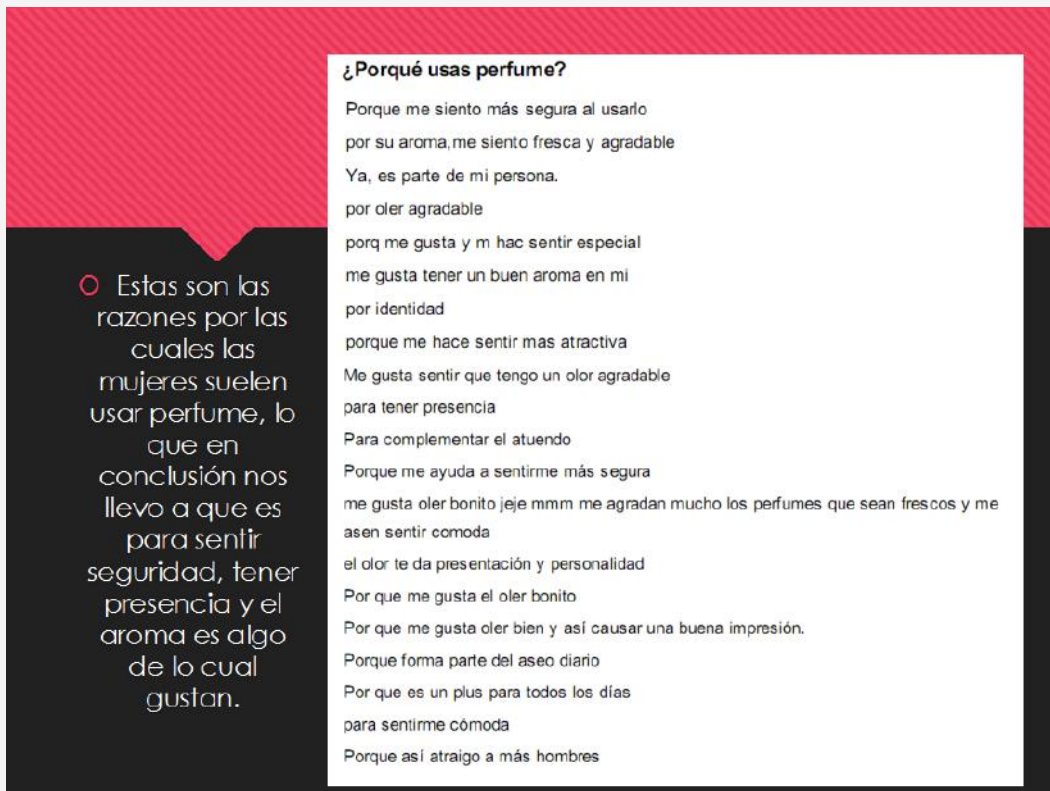 ¿Porqué usas perfume?
Porque me siento más segura al usarlo
por su aroma,me siento fresca y agradable
Ya, es parte de mi persona.
por oler agradable
porq me gusta y m hac sentir especial
me gusta tener un buen aroma en mi
por identidad
porque me hace sentir mas atractiva
Me gusta sentir que tengo un olor agradable
para tener presencia
Para complementar el atuendo
Porque me ayuda a sentirme más segura
me gusta oler bonito jeje mmm me agradan mucho los perfumes que sean frescos y me
asen sentir comoda
el olor te da presentación y personalidad
Por que me gusta el oler bonito
Por que me gusta oler bien y así causar una buena impresión.
Porque forma parte del aseo diario
Por que es un plus para todos los días
para sentirme cómoda
Porque así atraigo a más hombres
Estas son las
razones por las
cuales las
mujeres suelen
usar perfume, lo
que en
conclusión nos
llevo a que es
para sentir
seguridad, tener
presencia y el
aroma es algo
de lo cual
gustan.